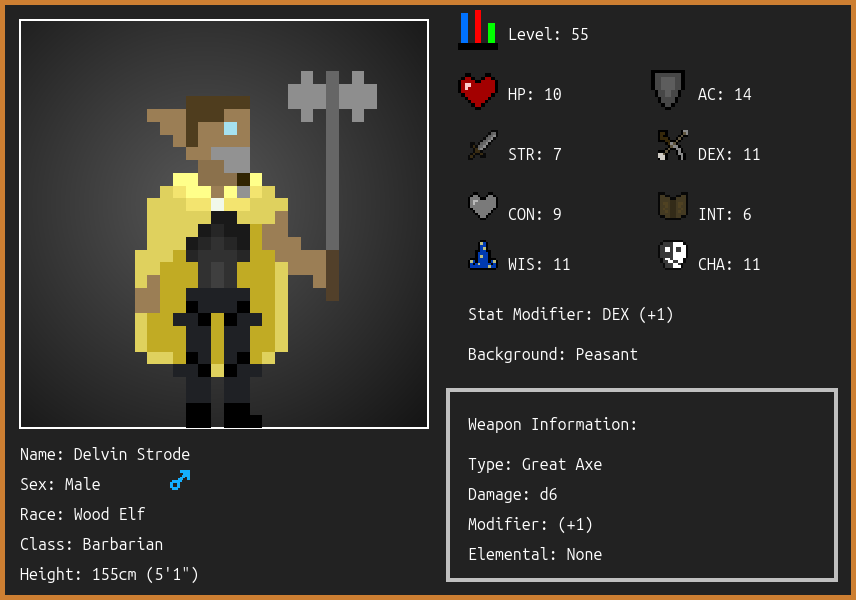 Level: 55
HP: 10
AC: 14
STR: 7
DEX: 11
CON: 9
INT: 6
WIS: 11
CHA: 11
Stat Modifier: DEX (+1)
Background: Peasant
Weapon Information:
Type: Great Axe
Damage: d6
Modifier: (+1)
Elemental: None
Name: Delvin Strode
Sex: Male
Race: Wood Elf
Class: Barbarian
Height: 155cm (5'1")